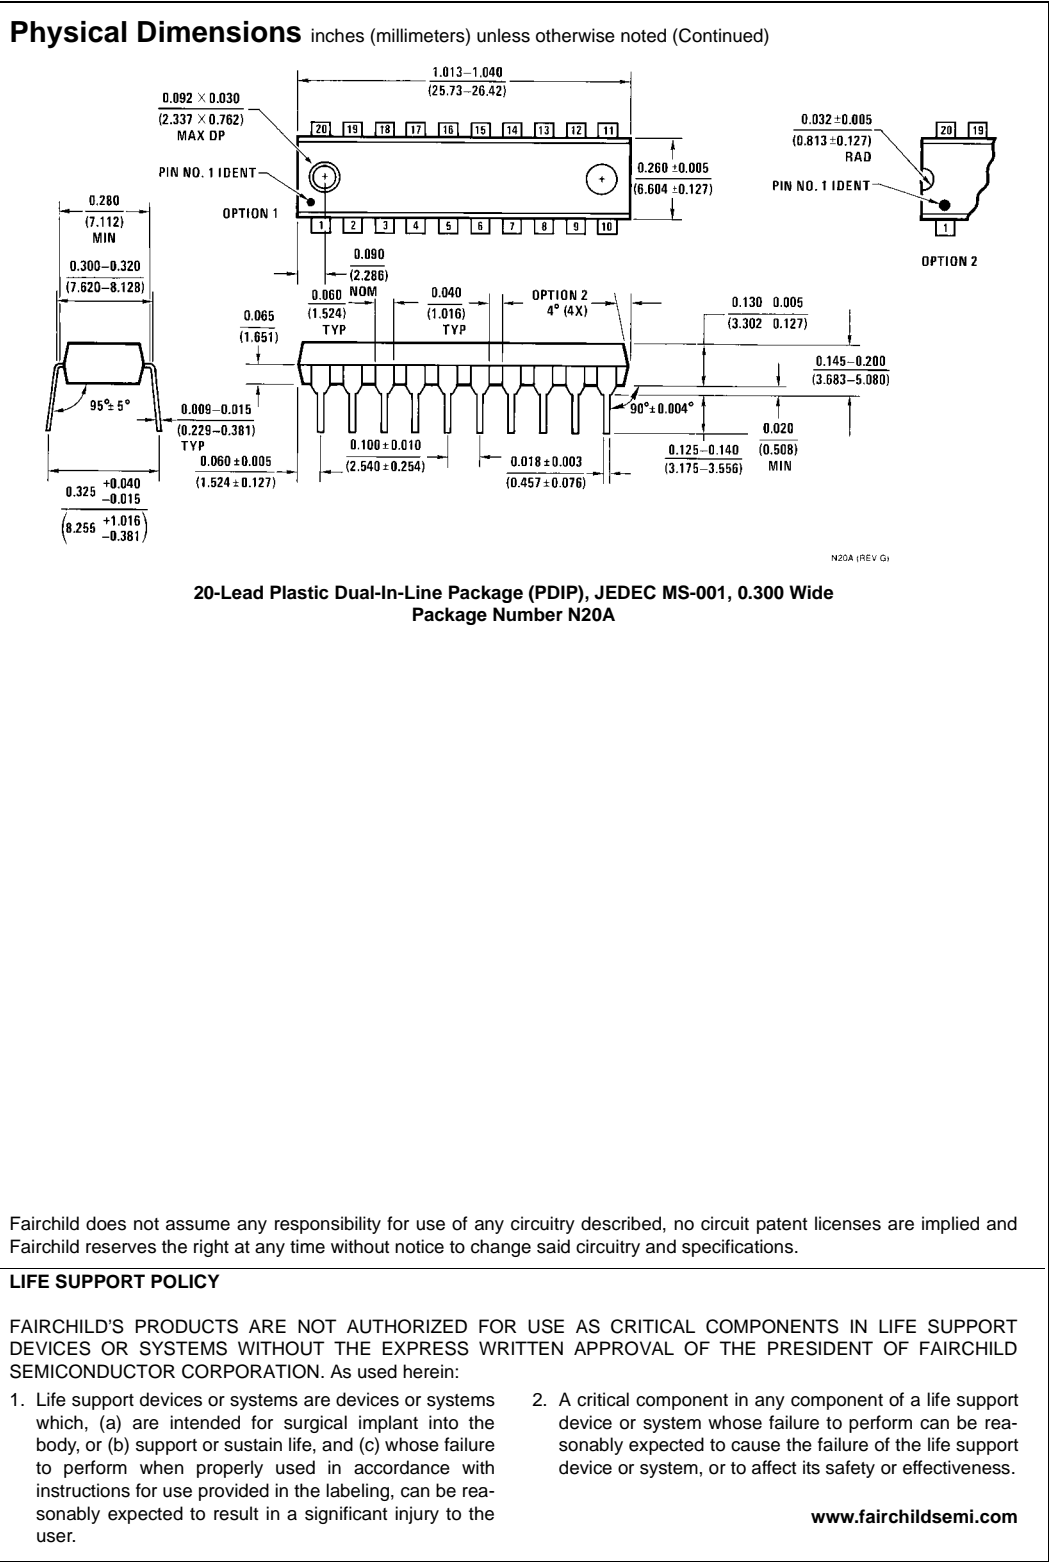 Physical Dimensions inches (millimeters) unless otherwise noted (Continued)
1.013–1.040
(25.73–26.42)
0.092 × 0.030
(2.337 × 0.762)
MAX DP
20 19 18 17 16 15 14 13 12 11
PIN NO. 1 IDENT
OPTION 1
1 2 3 4 5 6 7 8 9 10
0.260 ±0.005
(6.604 ±0.127)
0.032 ±0.005
(0.813 ±0.127)
RAD
20 19
PIN NO. 1 IDENT
1
OPTION 2
0.280
(7.112)
MIN
0.300–0.320
(7.620–8.128)
0.090
(2.286)
NOM
0.060
(1.524)
TYP
0.040
(1.016)
TYP
OPTION 2
4° (4X)
0.065
(1.651)
0.130 0.005
(3.302 0.127)
0.145–0.200
(3.683–5.080)
95°± 5°
0.009–0.015
(0.229–0.381)
TYP
90°± 0.004°
0.020
(0.508)
MIN
0.125–0.140
(3.175–3.556)
0.100 ± 0.010
(2.540 ± 0.254)
0.060 ± 0.005
(1.524 ± 0.127)
0.018 ± 0.003
(0.457 ± 0.076)
0.325 +0.040
–0.015
(8.255 +1.016
–0.381)
N20A (REV G)
20-Lead Plastic Dual-In-Line Package (PDIP), JEDEC MS-001, 0.300 Wide
Package Number N20A
Fairchild does not assume any responsibility for use of any circuitry described, no circuit patent licenses are implied and
Fairchild reserves the right at any time without notice to change said circuitry and specifications.
LIFE SUPPORT POLICY
FAIRCHILD'S PRODUCTS ARE NOT AUTHORIZED FOR USE AS CRITICAL COMPONENTS IN LIFE SUPPORT
DEVICES OR SYSTEMS WITHOUT THE EXPRESS WRITTEN APPROVAL OF THE PRESIDENT OF FAIRCHILD
SEMICONDUCTOR CORPORATION. As used herein:
1. Life support devices or systems are devices or systems
which, (a) are intended for surgical implant into the
body, or (b) support or sustain life, and (c) whose failure
to perform when properly used in accordance with
instructions for use provided in the labeling, can be rea-
sonably expected to result in a significant injury to the
user.
2. A critical component in any component of a life support
device or system whose failure to perform can be rea-
sonably expected to cause the failure of the life support
device or system, or to affect its safety or effectiveness.
www.fairchildsemi.com